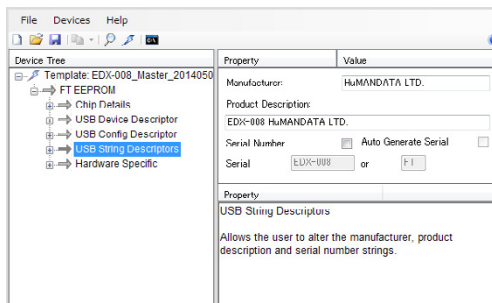 File Devices Help
Device Tree
Template: EDX-008_Master_2014050
FT EEPROM
Chip Details
USB Device Descriptor
USB Config Descriptor
USB String Descriptors
Hardware Specific
Property Value
Manufacturer: HuMANDATA LTD.
Product Description:
EDX-008 HuMANDATA LTD.
Serial Number Auto Generate Serial
Serial EDX-008 or FT
Property
USB String Descriptors
Allows the user to alter the manufacturer, product
description and serial number strings.